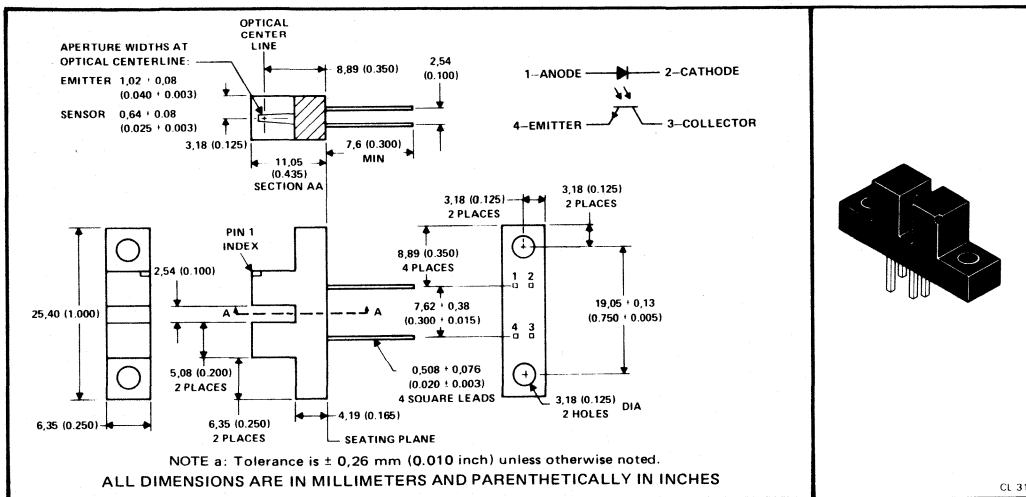 OPTICAL
CENTER
LINE
APERTURE WIDTHS AT
OPTICAL CENTERLINE:
EMITTER 1,02 ± 0,08
(0.040 ± 0.003)
SENSOR 0,64 ± 0.08
(0.025 ± 0.003)
8,89 (0.350)
2,54
(0.100)
3,18 (0.125)
7,6 (0.300)
MIN
11,05
(0.435)
SECTION AA
1–ANODE
2–CATHODE
4–EMITTER
3–COLLECTOR
PIN 1
INDEX
2,54 (0.100)
25,40 (1.000)
A
A
5,08 (0.200)
2 PLACES
6,35 (0.250)
6,35 (0.250)
2 PLACES
4,19 (0.165)
SEATING PLANE
3,18 (0.125)
2 PLACES
3,18 (0.125)
2 PLACES
8,89 (0.350)
4 PLACES
7,62 ± 0,38
(0.300 ± 0.015)
0,508 ± 0,076
(0.020 ± 0.003)
4 SQUARE LEADS
1 2
4 3
19,05 ± 0,13
(0.750 ± 0.005)
3,18 (0.125) DIA
2 HOLES
NOTE a: Tolerance is ± 0,26 mm (0.010 inch) unless otherwise noted.
ALL DIMENSIONS ARE IN MILLIMETERS AND PARENTHETICALLY IN INCHES
CL 31